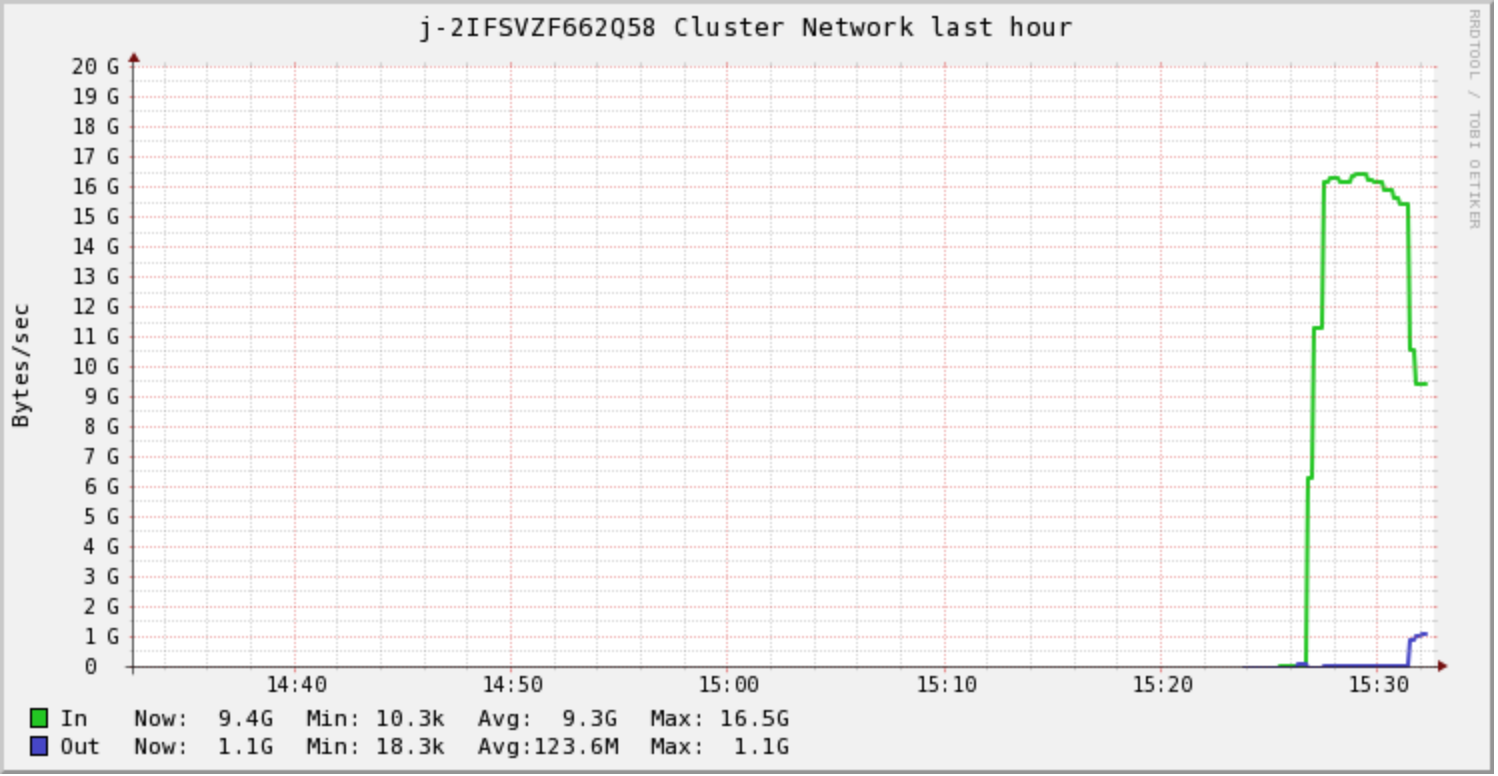 j-2IFSVZF662Q58 Cluster Network last hour
RRDTOOL / TOBI OETIKER
Bytes/sec
20 G
19 G
18 G
17 G
16 G
15 G
14 G
13 G
12 G
11 G
10 G
9 G
8 G
7 G
6 G
5 G
4 G
3 G
2 G
1 G
0
14:40 14:50 15:00 15:10 15:20 15:30
In Now: 9.4G Min: 10.3k Avg: 9.3G Max: 16.5G
Out Now: 1.1G Min: 18.3k Avg:123.6M Max: 1.1G